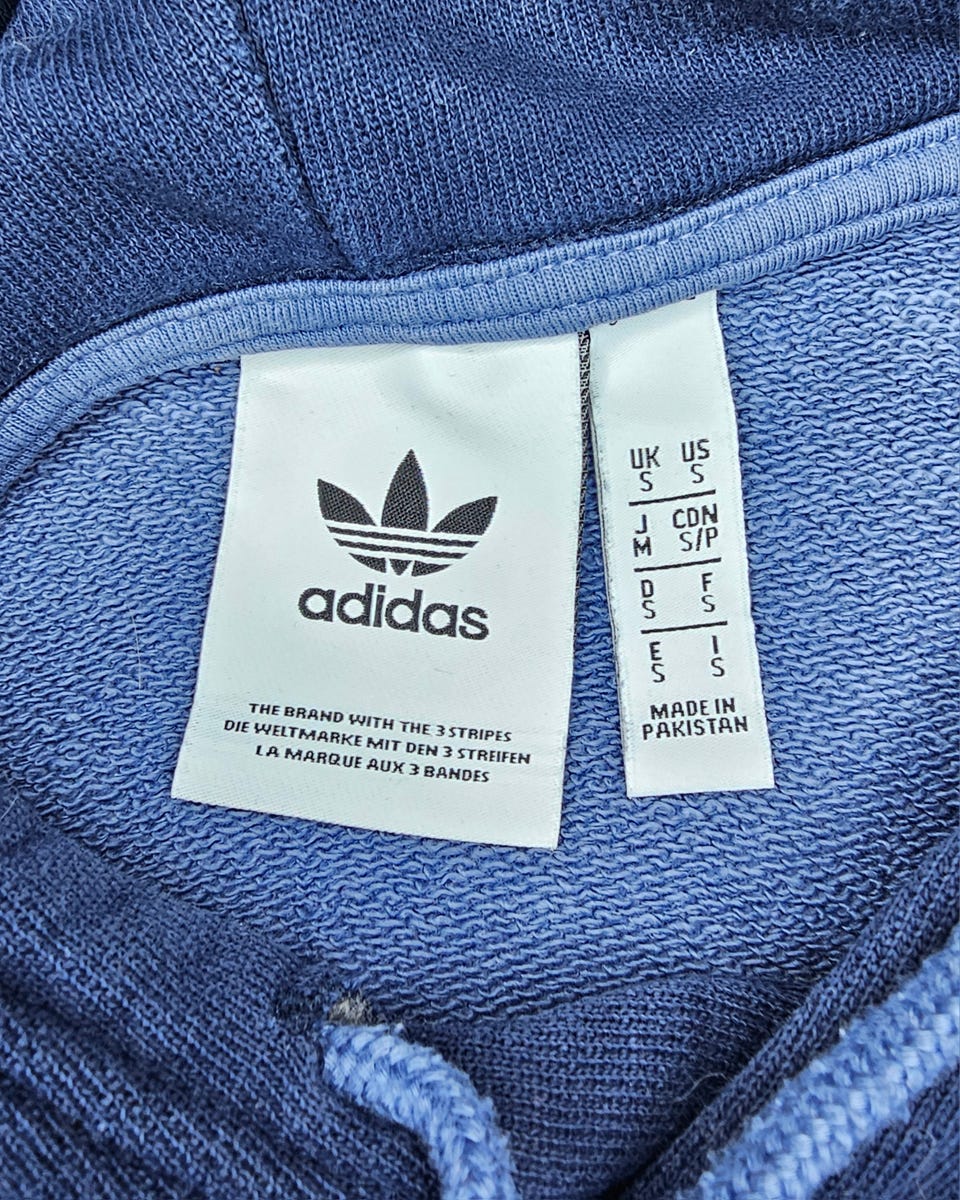 adidas
THE BRAND WITH THE 3 STRIPES
DIE WELTMARKE MIT DEN 3 STREIFEN
LA MARQUE AUX 3 BANDES
UK US
S S
J CDN
M S/P
D F
S S
E I
S S
MADE IN
PAKISTAN